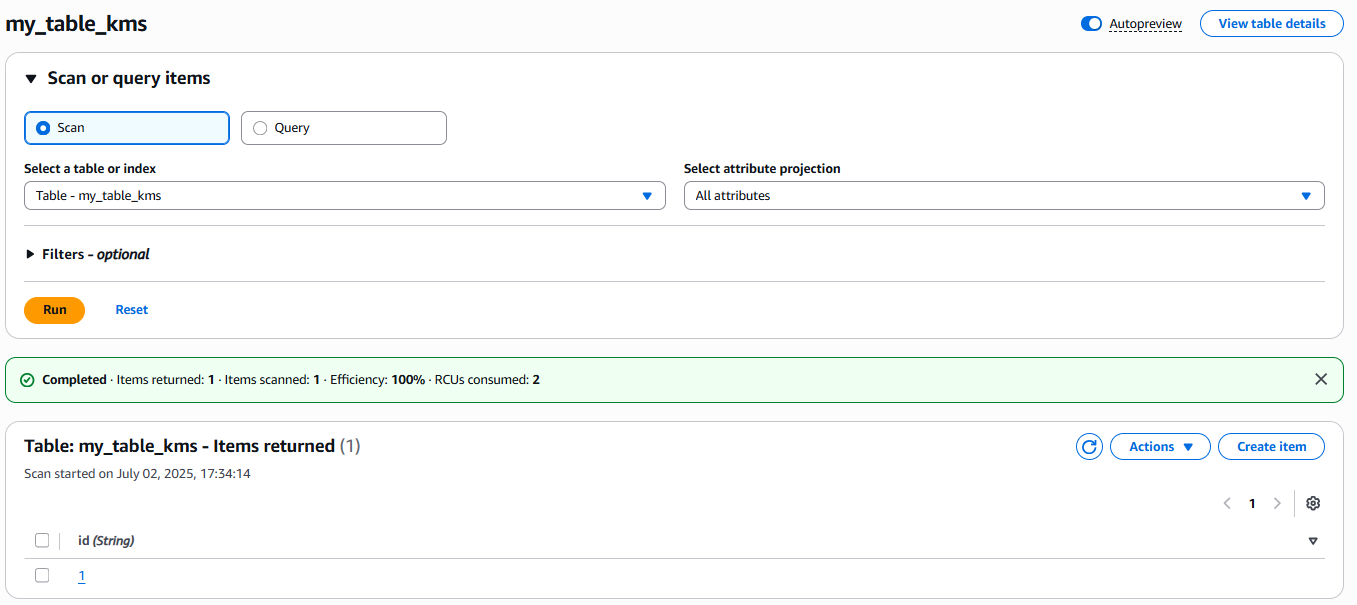 my_table_kms
Autopreview
View table details
Scan or query items
Scan
Query
Select a table or index
Select attribute projection
Table - my_table_kms
All attributes
Filters - optional
Run
Reset
Completed · Items returned: 1 · Items scanned: 1 · Efficiency: 100% · RCUs consumed: 2
Table: my_table_kms - Items returned (1)
Actions
Create item
Scan started on July 02, 2025, 17:34:14
1
id (String)
1